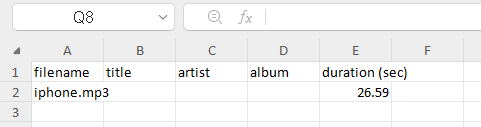 Q8 fx
A B C D E F
1 filename title artist album duration (sec)
2 iphone.mp3 26.59
3